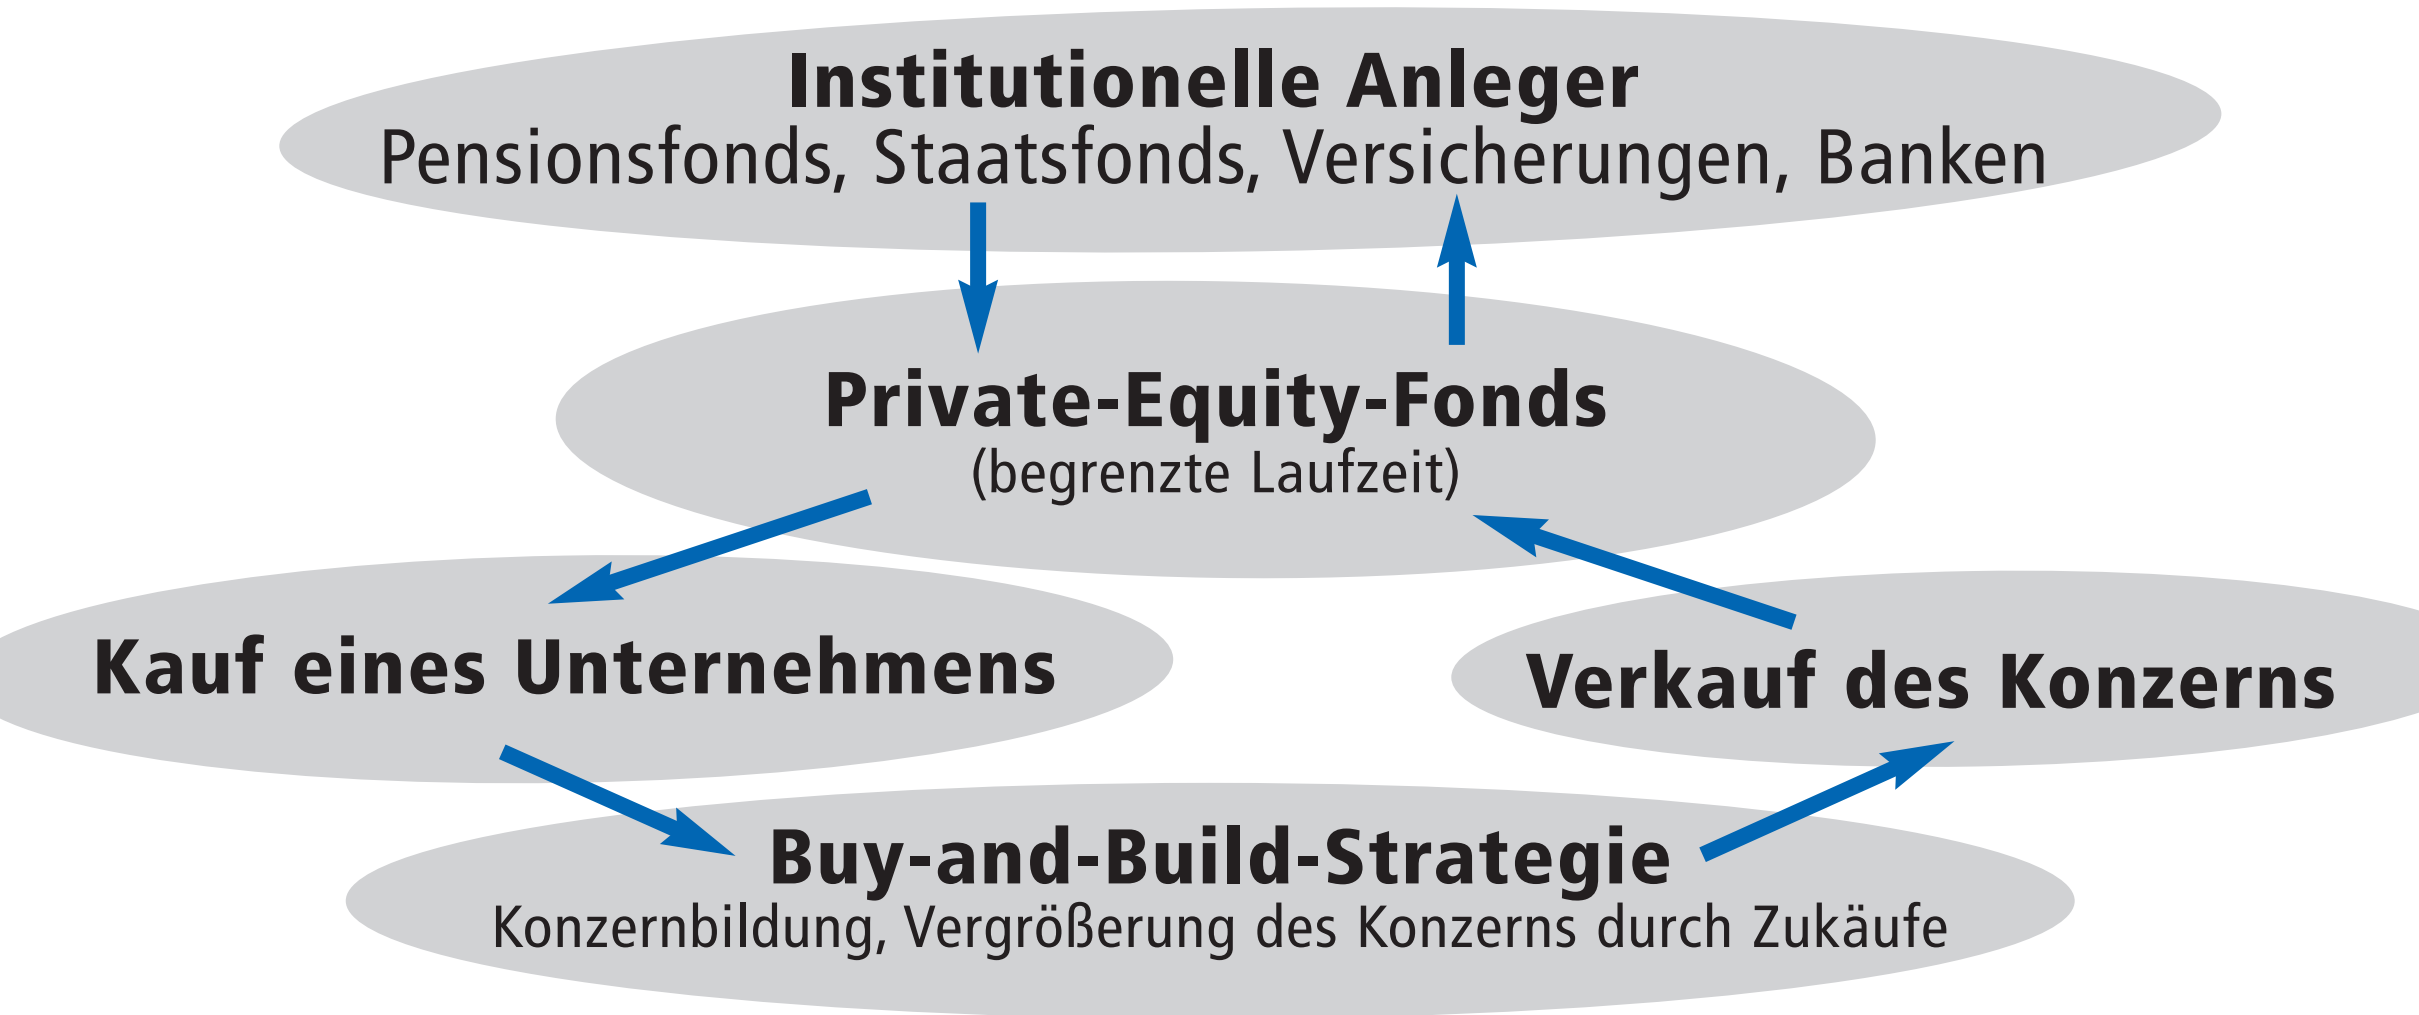 Institutionelle Anleger
Pensionsfonds, Staatsfonds, Versicherungen, Banken
Private-Equity-Fonds
(begrenzte Laufzeit)
Kauf eines Unternehmens
Verkauf des Konzerns
Buy-and-Build-Strategie
Konzernbildung, Vergrößerung des Konzerns durch Zukäufe